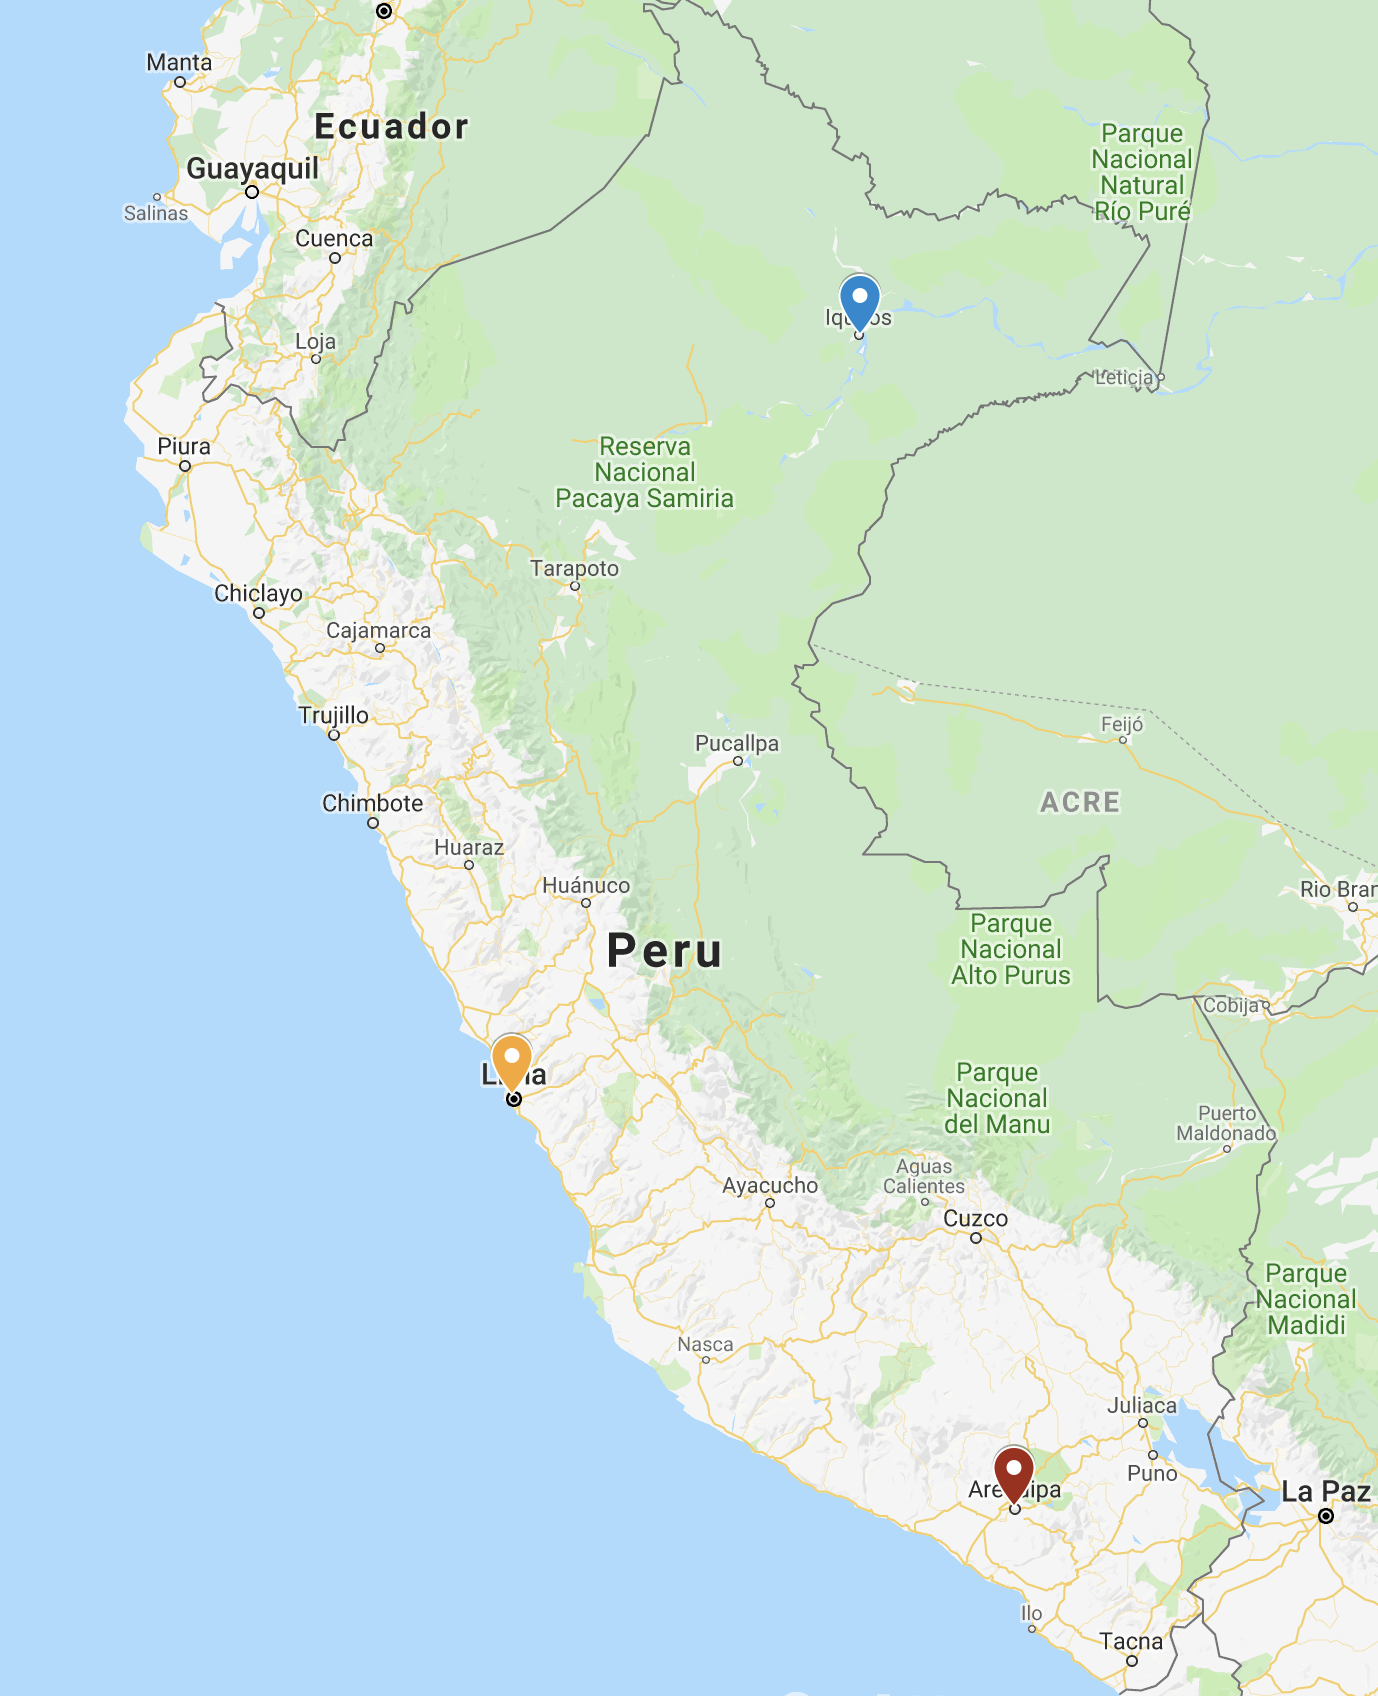 Manta
Ecuador
Guayaquil
Salinas
Cuenca
Loja
Parque
Nacional
Natural
Río Puré
Leticia
Piura
Reserva
Nacional
Pacaya Samiria
Tarapoto
Chiclayo
Cajamarca
Trujillo
Pucallpa
Feijó
Chimbote
ACRE
Huaraz
Huánuco
Rio Bran
Peru
Parque
Nacional
Alto Purus
Cobija
Parque
Nacional
del Manu
Puerto
Maldonado
Ayacucho
Aguas
Calientes
Cuzco
Parque
Nacional
Madidi
Nasca
Juliaca
Puno
La Paz
Ilo
Tacna